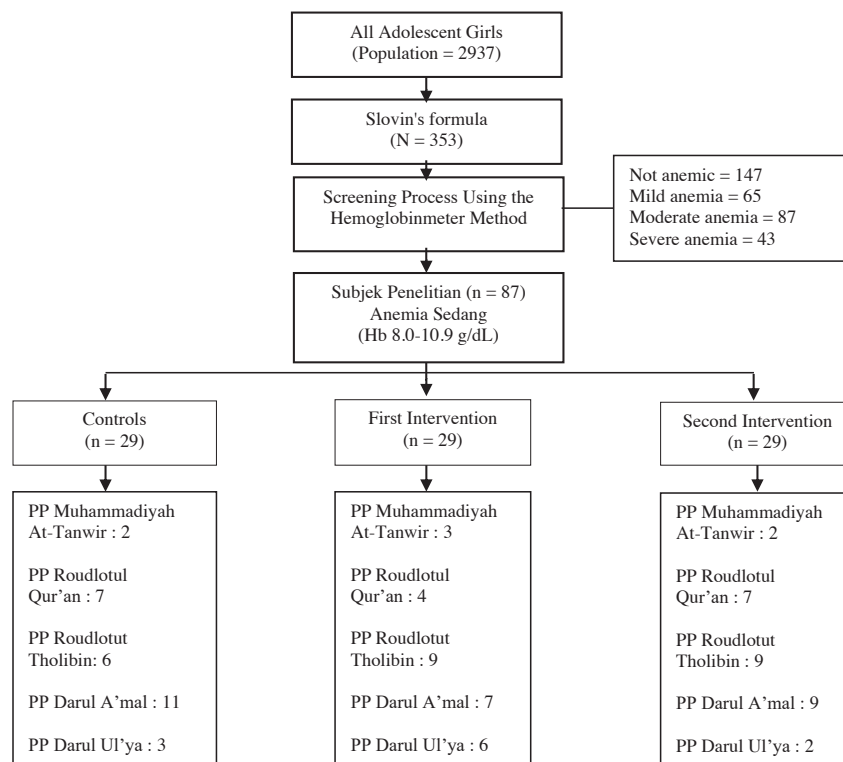 All Adolescent Girls
(Population = 2937)
Slovin's formula
(N = 353)
Screening Process Using the
Hemoglobinmeter Method
Not anemic = 147
Mild anemia = 65
Moderate anemia = 87
Severe anemia = 43
Subjek Penelitian (n = 87)
Anemia Sedang
(Hb 8.0-10.9 g/dL)
Controls
(n = 29)
First Intervention
(n = 29)
Second Intervention
(n = 29)
PP Muhammadiyah
At-Tanwir : 2
PP Roudlotul
Qur’an : 7
PP Roudlotut
Tholibin: 6
PP Darul A’mal : 11
PP Darul Ul’ya : 3
PP Muhammadiyah
At-Tanwir : 3
PP Roudlotul
Qur’an : 4
PP Roudlotut
Tholibin : 9
PP Darul A’mal : 7
PP Darul Ul’ya : 6
PP Muhammadiyah
At-Tanwir : 2
PP Roudlotul
Qur’an : 7
PP Roudlotut
Tholibin : 9
PP Darul A’mal : 9
PP Darul Ul’ya : 2